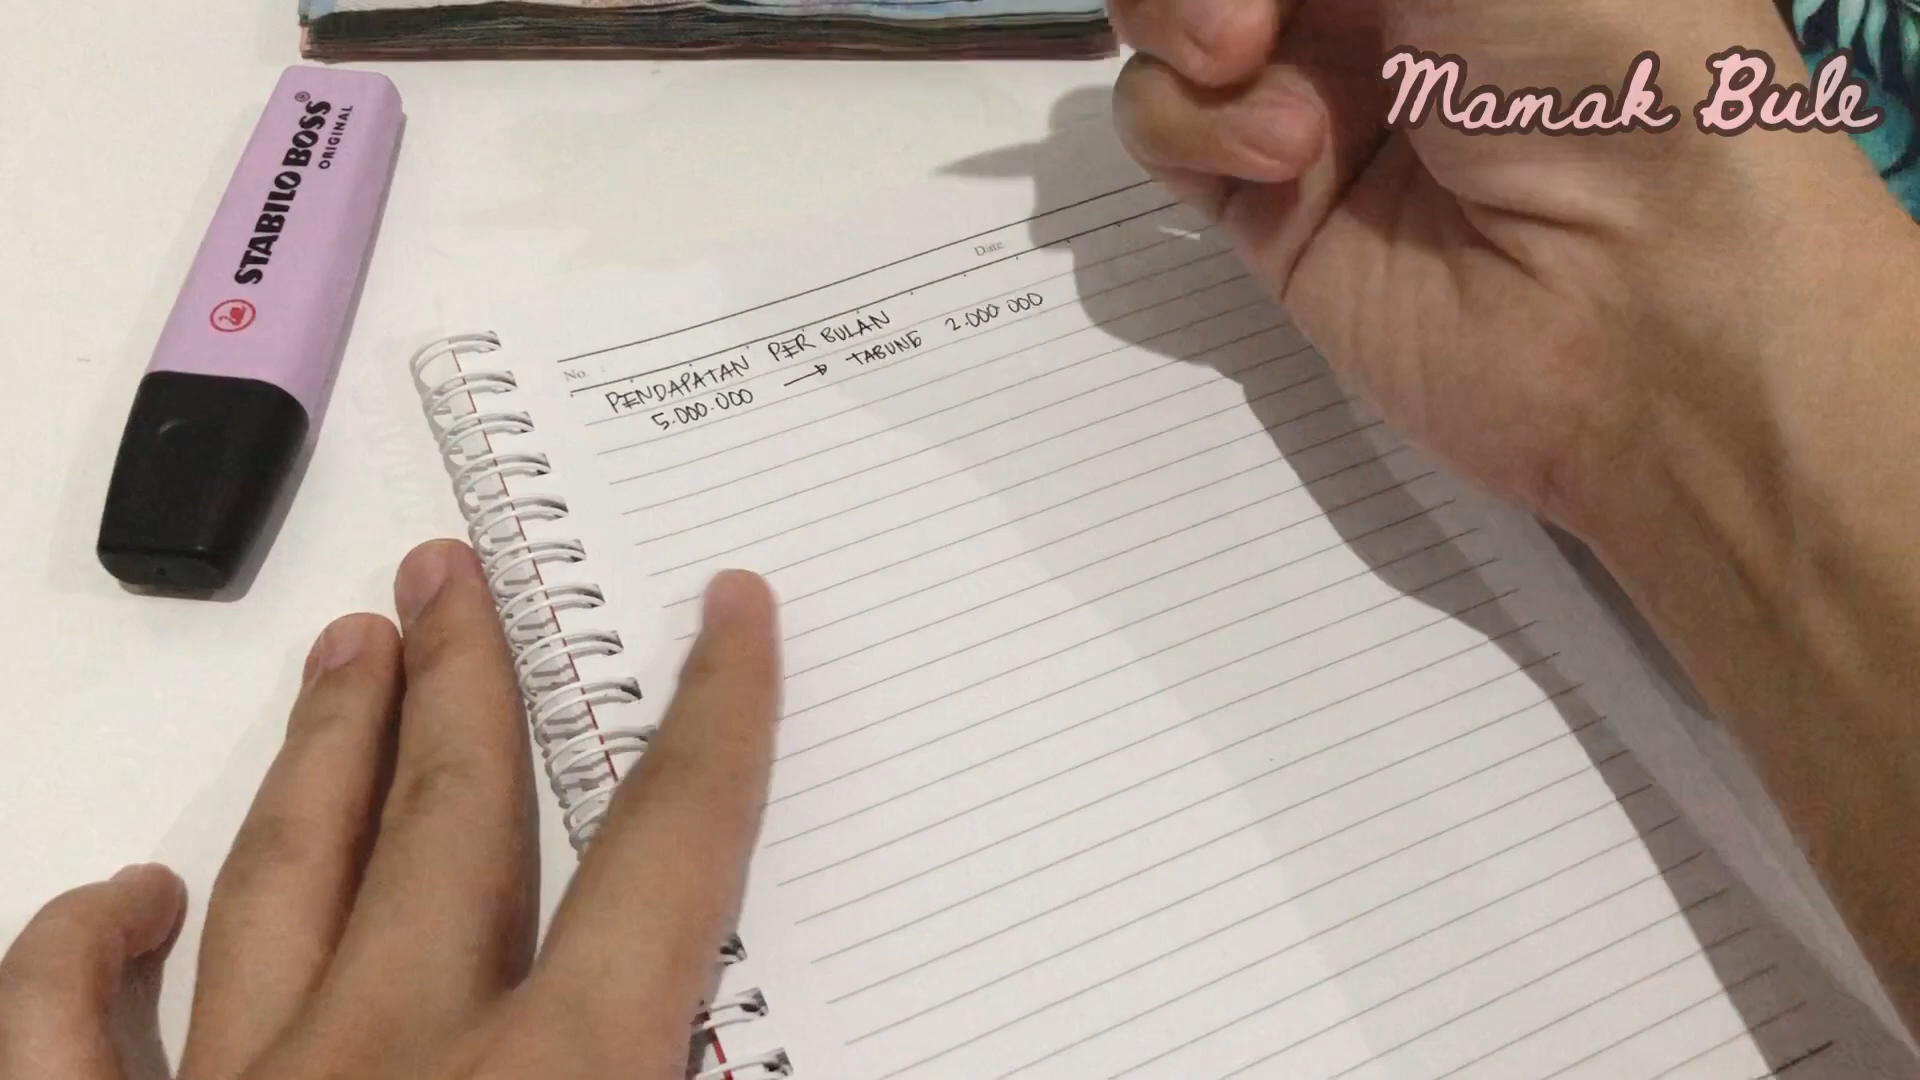 Mamak Bule
STABILO BOSS®
ORIGINAL
Date
No. :
PENDAPATAN PER BULAN
5.000.000 → TABUNG 2.000 000